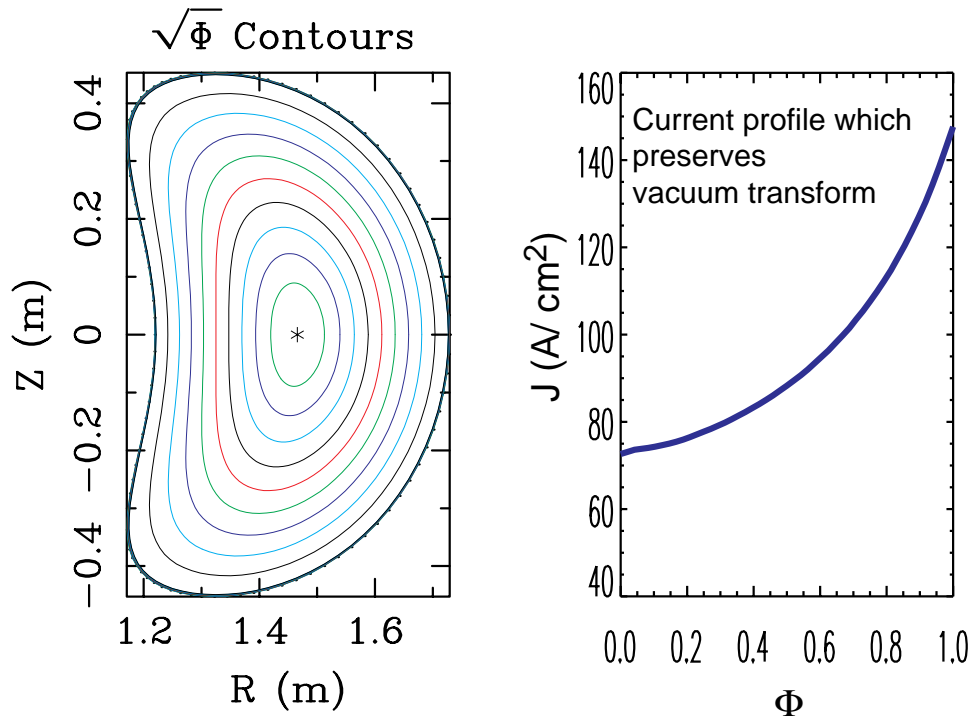 √Φ Contours
0.4
0.2
0
−0.2
−0.4
Z (m)
1.2 1.4 1.6
R (m)
160
140
120
100
80
60
40
J (A/ cm²)
Current profile which
preserves
vacuum transform
0.0 0.2 0.4 0.6 0.8 1.0
Φ